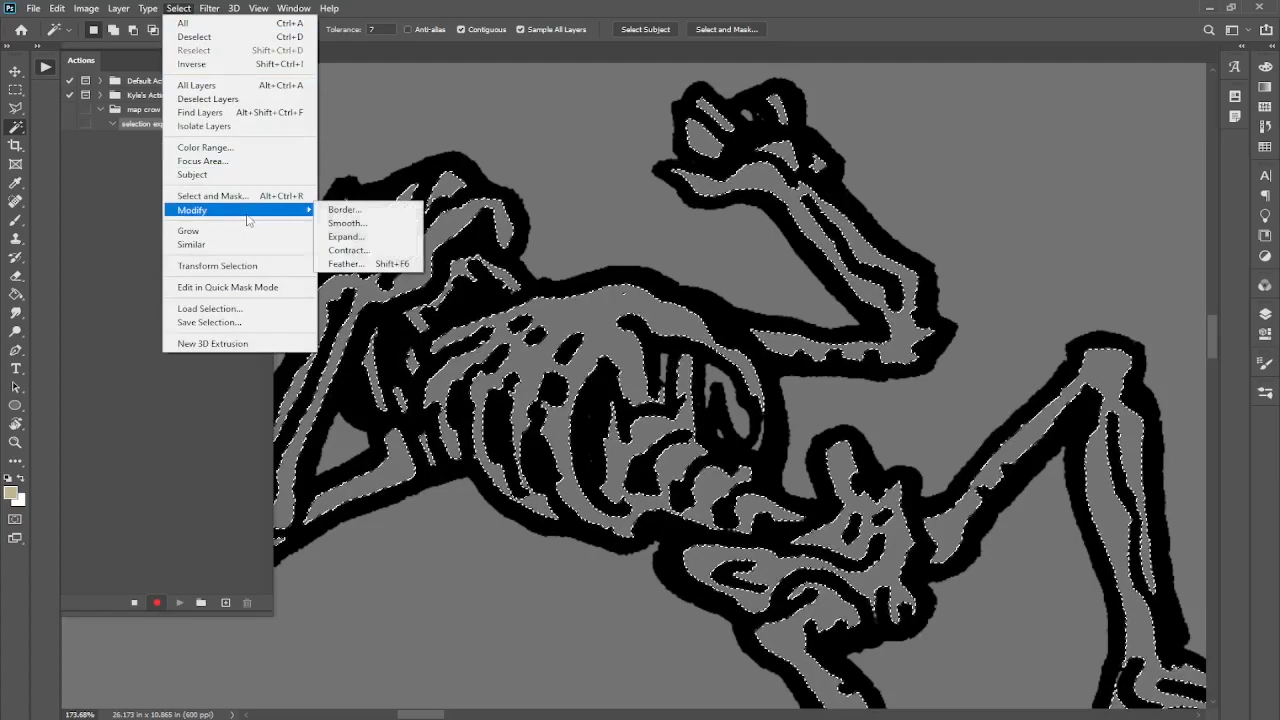 Ps File Edit Image Layer Type Select Filter 3D View Window Help
Tolerance: 7 Anti-alias Contiguous Sample All Layers Select Subject Select and Mask...
Actions
Default Ac
Kyle's Acti
map crow
selection exp
All Ctrl+A
Deselect Ctrl+D
Reselect Shift+Ctrl+D
Inverse Shift+Ctrl+I
All Layers Alt+Ctrl+A
Deselect Layers
Find Layers Alt+Shift+Ctrl+F
Isolate Layers
Color Range...
Focus Area...
Subject
Select and Mask... Alt+Ctrl+R
Modify
Grow
Similar
Transform Selection
Edit in Quick Mask Mode
Load Selection...
Save Selection...
New 3D Extrusion
Border...
Smooth...
Expand...
Contract...
Feather... Shift+F6
173.68% 26.173 in x 10.865 in (600 ppi)